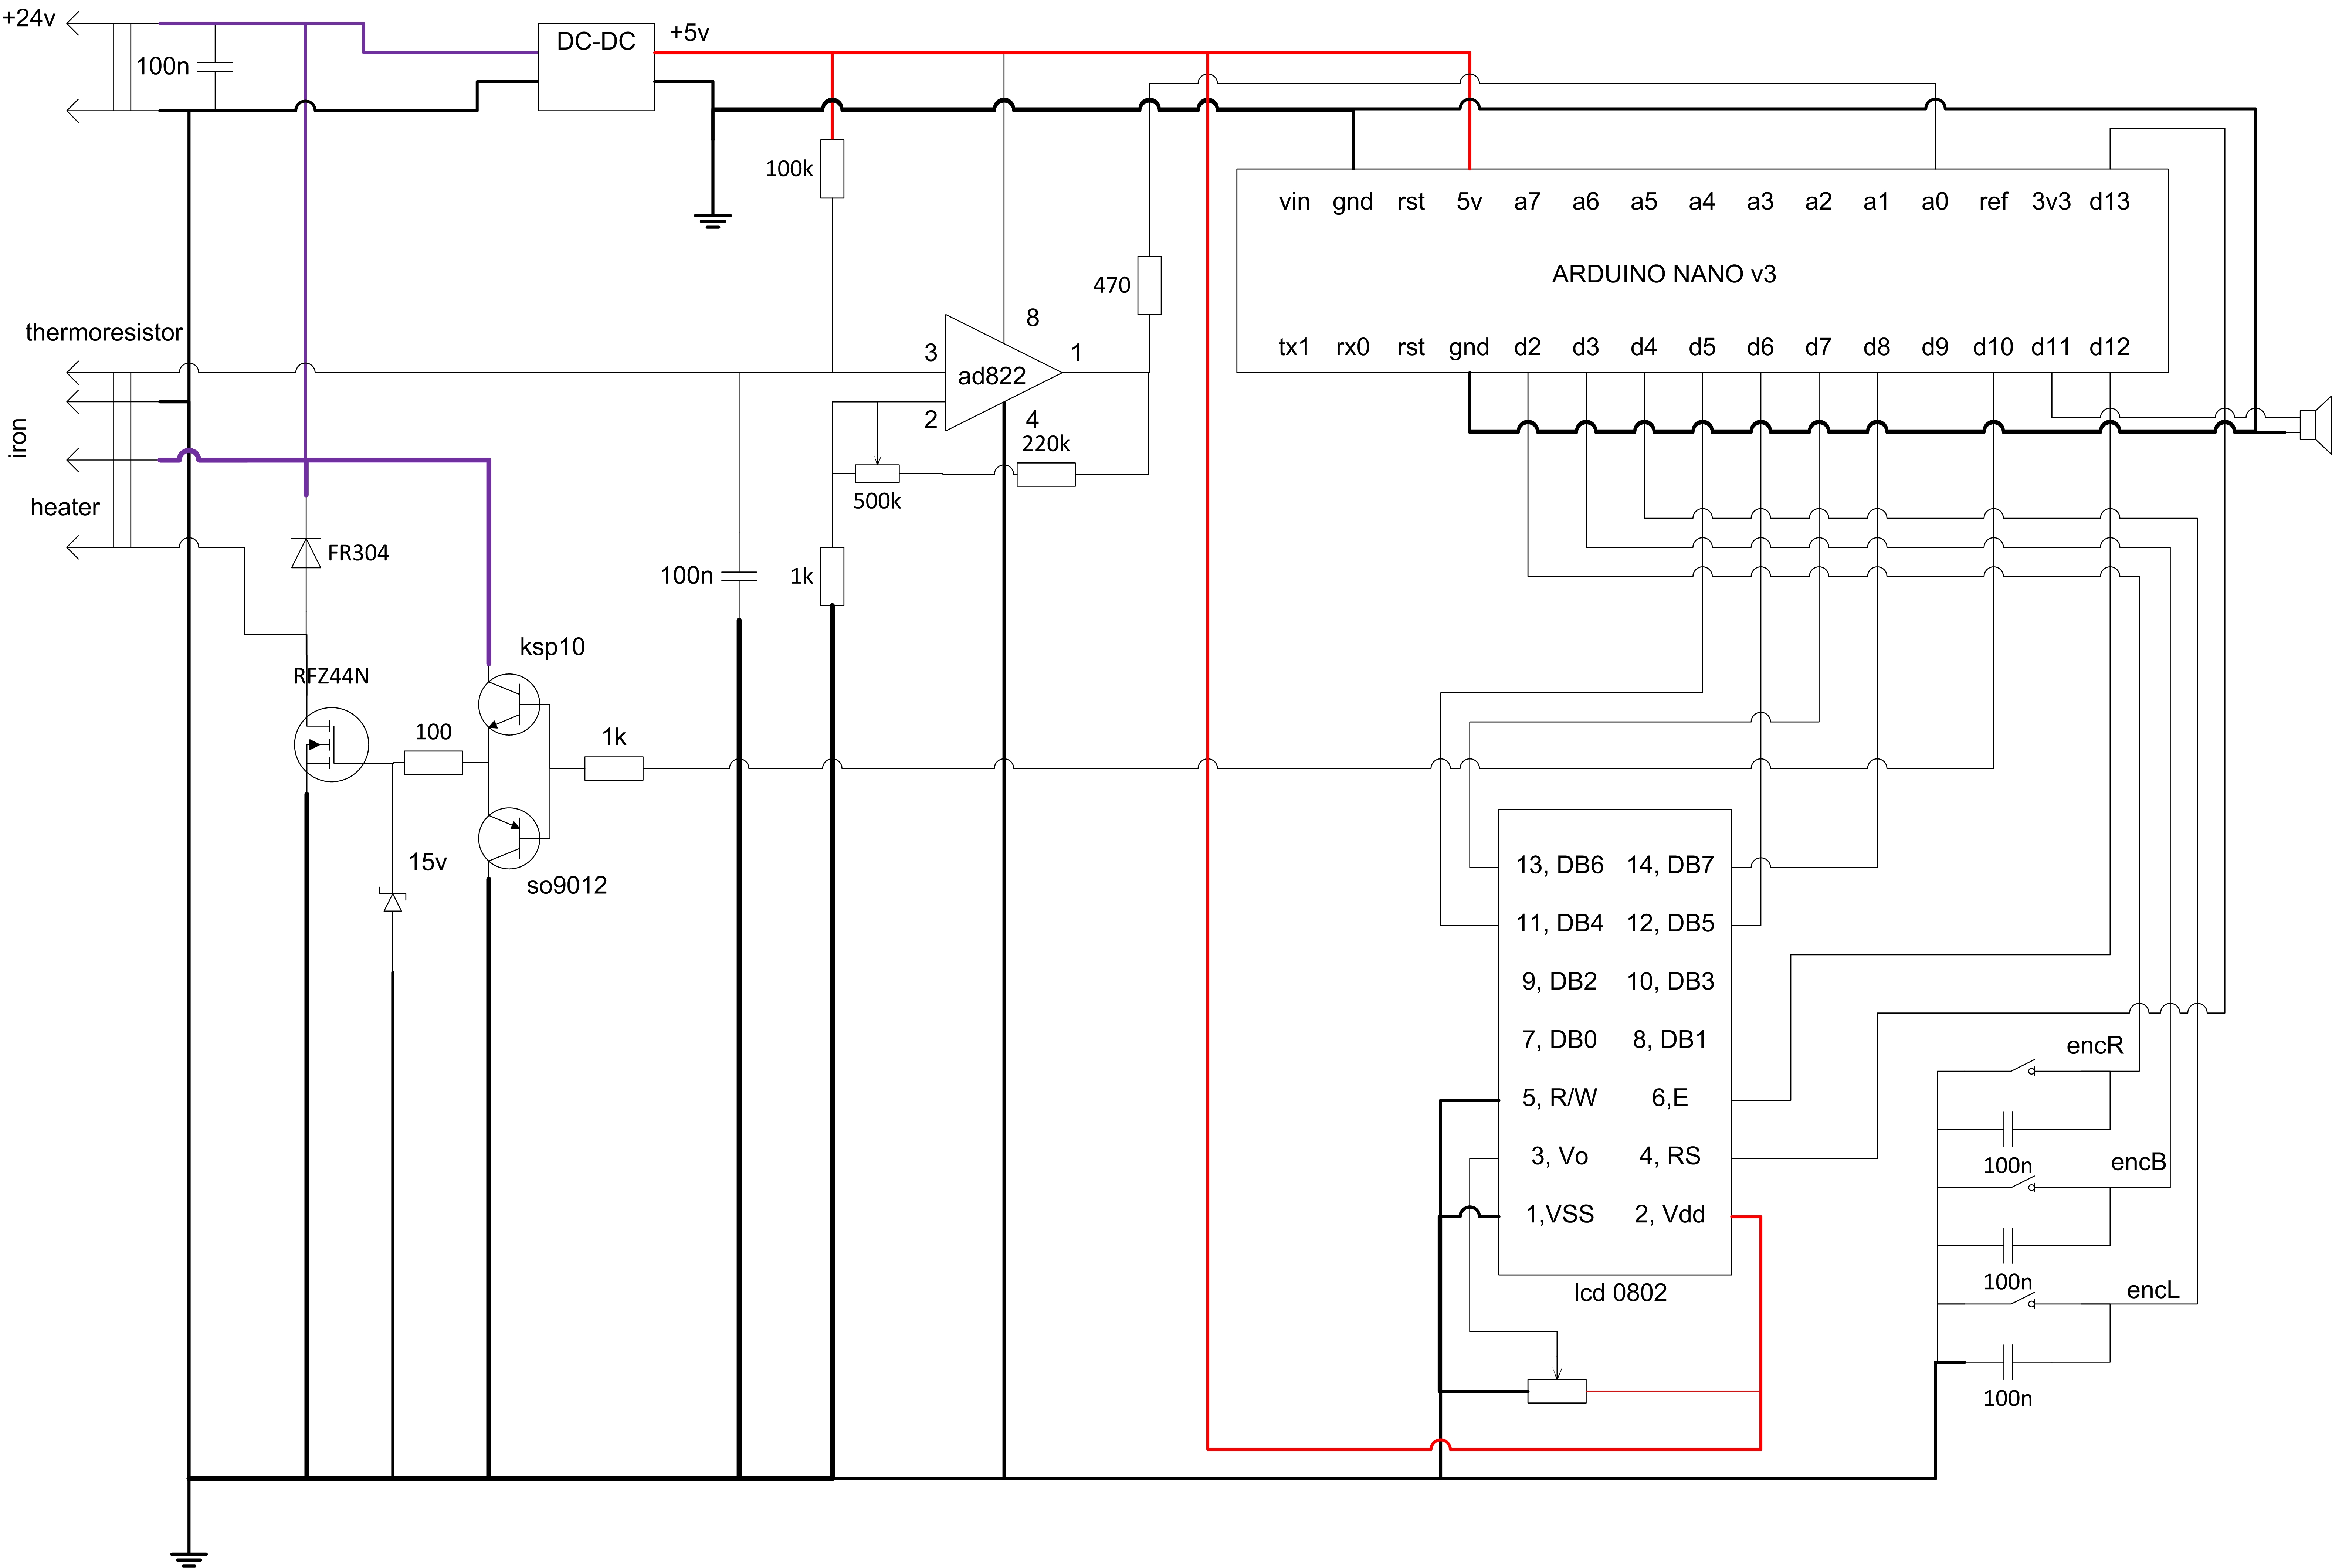 +24v
100n
DC-DC
+5v
100k
470
vin gnd rst 5v a7 a6 a5 a4 a3 a2 a1 a0 ref 3v3 d13
ARDUINO NANO v3
tx1 rx0 rst gnd d2 d3 d4 d5 d6 d7 d8 d9 d10 d11 d12
thermoresistor
iron
heater
8
3
1
ad822
2
4
220k
500k
FR304
100n
1k
ksp10
RFZ44N
100
1k
15v
so9012
13, DB6 14, DB7
11, DB4 12, DB5
9, DB2 10, DB3
7, DB0 8, DB1
5, R/W 6,E
3, Vo 4, RS
1,VSS 2, Vdd
lcd 0802
encR
100n
encB
100n
encL
100n